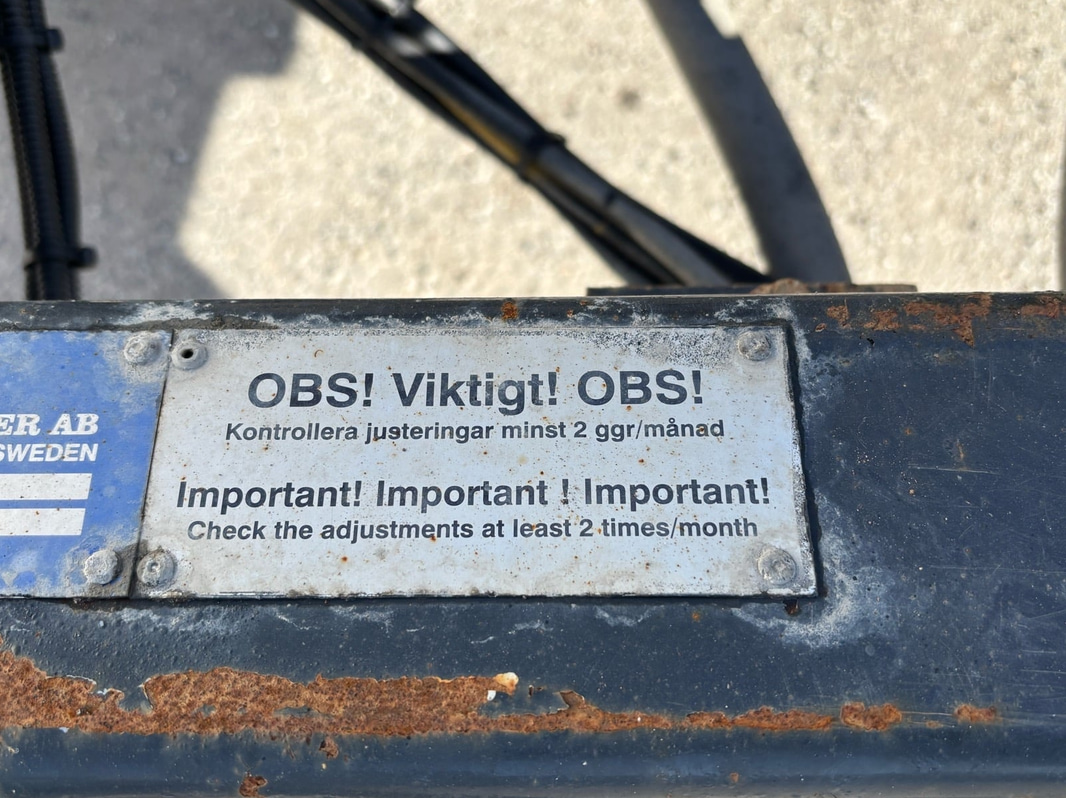 OBS! Viktigt! OBS!
Kontrollera justeringar minst 2 ggr/månad
Important! Important ! Important!
Check the adjustments at least 2 times/month
ER AB
SWEDEN